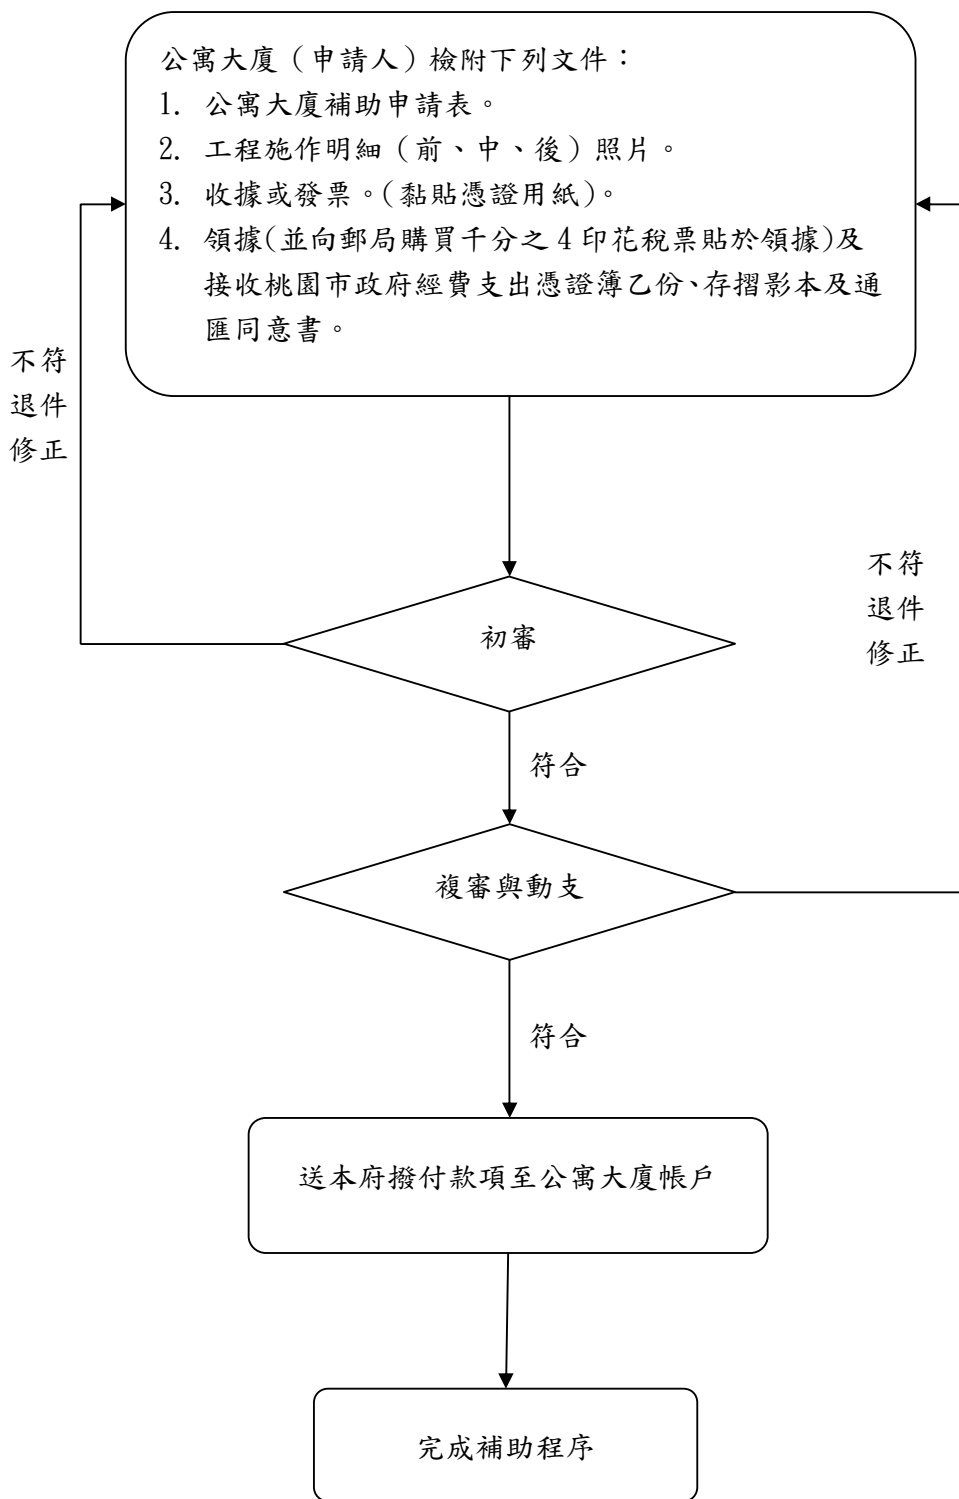 公寓大廈（申請人）檢附下列文件：
1. 公寓大廈補助申請表。
2. 工程施作明細（前、中、後）照片。
3. 收據或發票。(黏貼憑證用紙)。
4. 領據(並向郵局購買千分之4印花稅票貼於領據)及
接收桃園市政府經費支出憑證簿乙份、存摺影本及通
匯同意書。
不符
退件
修正
不符
退件
修正
初審
符合
複審與動支
符合
送本府撥付款項至公寓大廈帳戶
完成補助程序